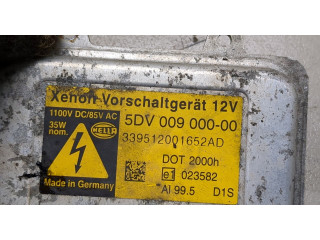 Xenon Vorschaltgerät 12V
1100V DC/85V AC
35W
nom.
HELLA
5DV 009 000-00
339512001652AD
DOT 2000h
e1 023582
Made in Germany
Al 99.5 D1S